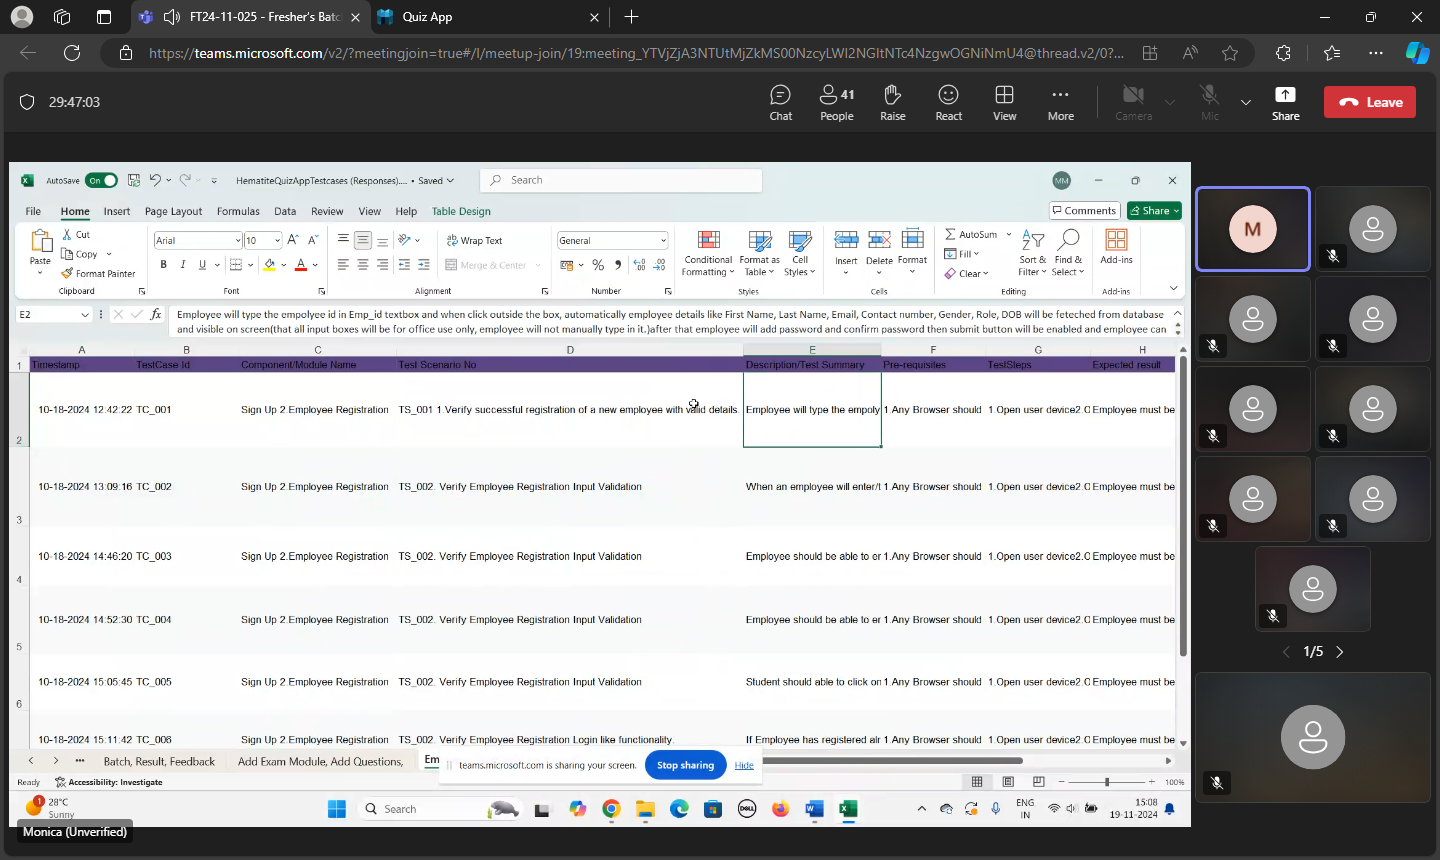 FT24-11-025 - Fresher's Batc
Quiz App
https://teams.microsoft.com/v2/?meetingjoin=true#/l/meetup-join/19:meeting_YTVjZjA3NTUtMjZkMS00NzcyLWI2NGItNTc4NzgwOGNiNmU4@thread.v2/0?...
29:47:03
Chat
41
People
Raise
React
View
More
Camera
Mic
Share
Leave
AutoSave On HematiteQuizAppTestcases (Responses).... • Saved
Search
MM
File Home Insert Page Layout Formulas Data Review View Help Table Design
Comments Share
Paste
Cut
Copy
Format Painter
Clipboard
Arial 10
B I U
Font
Wrap Text
Merge & Center
Alignment
General
Number
Conditional Formatting
Format as Table
Cell Styles
Styles
Insert
Delete
Format
Cells
AutoSum
Fill
Clear
Sort & Filter
Find & Select
Editing
Add-ins
Add-ins
E2
fx
Employee will type the empolyee id in Emp_id textbox and when click outside the box, automatically employee details like First Name, Last Name, Email, Contact number, Gender, Role, DOB will be feteched from database
and visible on screen(that all input boxes will be for office use only, employee will not manually type in it.)after that employee will add password and confirm password then submit button will be enabled and employee can
A B C D E F G H
1 Timestamp TestCase Id Component/Module Name Test Scenario No Description/Test Summary Pre-requisites TestSteps Expected result
2 10-18-2024 12:42:22 TC_001 Sign Up 2.Employee Registration TS_001 1.Verify successful registration of a new employee with valid details. Employee will type the empoly 1.Any Browser should 1.Open user device2.O Employee must be
3 10-18-2024 13:09:16 TC_002 Sign Up 2.Employee Registration TS_002. Verify Employee Registration Input Validation When an employee will enter/t 1.Any Browser should 1.Open user device2.O Employee must be
4 10-18-2024 14:46:20 TC_003 Sign Up 2.Employee Registration TS_002. Verify Employee Registration Input Validation Employee should be able to er 1.Any Browser should 1.Open user device2.O Employee must be
5 10-18-2024 14:52:30 TC_004 Sign Up 2.Employee Registration TS_002. Verify Employee Registration Input Validation Employee should be able to er 1.Any Browser should 1.Open user device2.O Employee must be
6 10-18-2024 15:05:45 TC_005 Sign Up 2.Employee Registration TS_002. Verify Employee Registration Input Validation Student should able to click on 1.Any Browser should 1.Open user device2.O Employee must be
10-18-2024 15:11:42 TC_006 Sign Up 2.Employee Registration TS_002. Verify Employee Registration Login like functionality. If Employee has registered alr 1.Any Browser should 1.Open user device2.O Employee must be
Batch, Result, Feedback Add Exam Module, Add Questions, Em
teams.microsoft.com is sharing your screen. Stop sharing Hide
Ready Accessibility: Investigate
100%
1
28°C
Sunny
Search
DELL
ENG
IN
15:08
19-11-2024
Monica (Unverified)
M
1/5